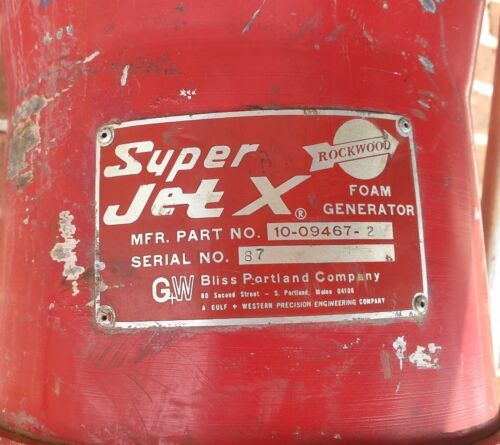 Super
Jet X®
ROCKWOOD
FOAM
GENERATOR
MFR. PART NO. 10-09467-2
SERIAL NO. 87
G+W Bliss Portland Company
80 Second Street - S. Portland, Maine 04106
A GULF + WESTERN PRECISION ENGINEERING COMPANY